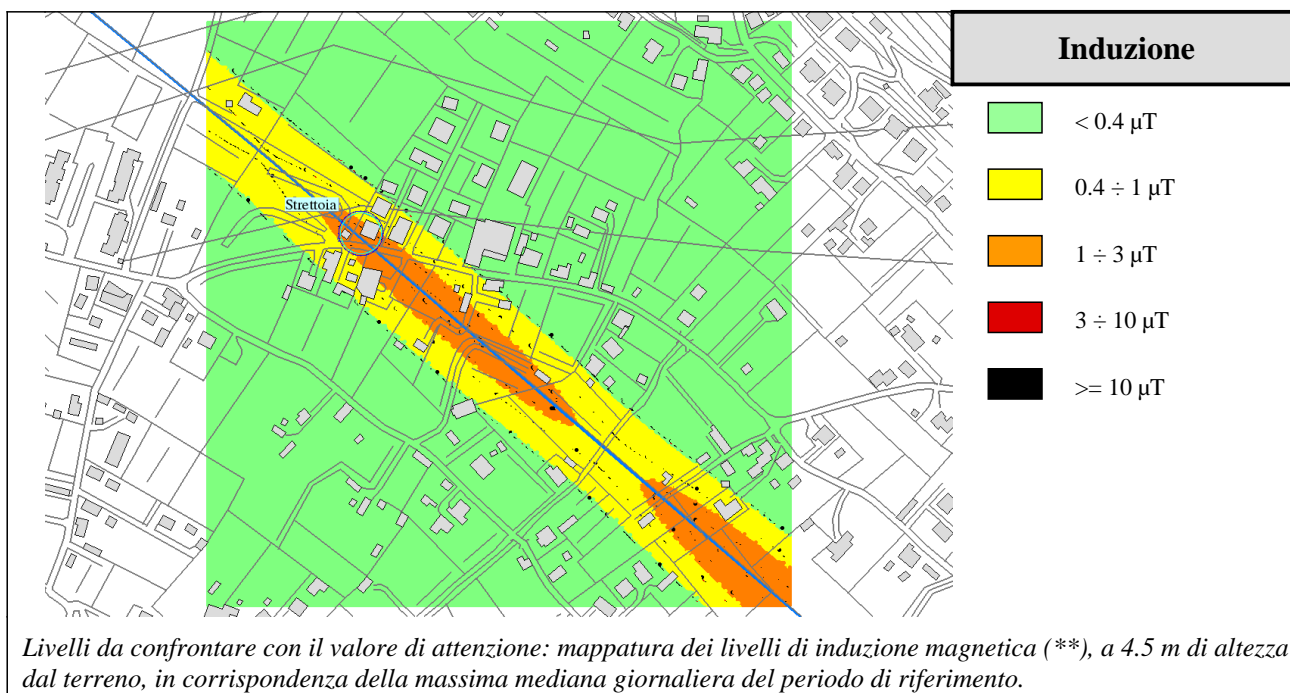 Induzione
< 0.4 µT
0.4 ÷ 1 µT
1 ÷ 3 µT
3 ÷ 10 µT
>= 10 µT
Strettoia
Livelli da confrontare con il valore di attenzione: mappatura dei livelli di induzione magnetica (**), a 4.5 m di altezza
dal terreno, in corrispondenza della massima mediana giornaliera del periodo di riferimento.